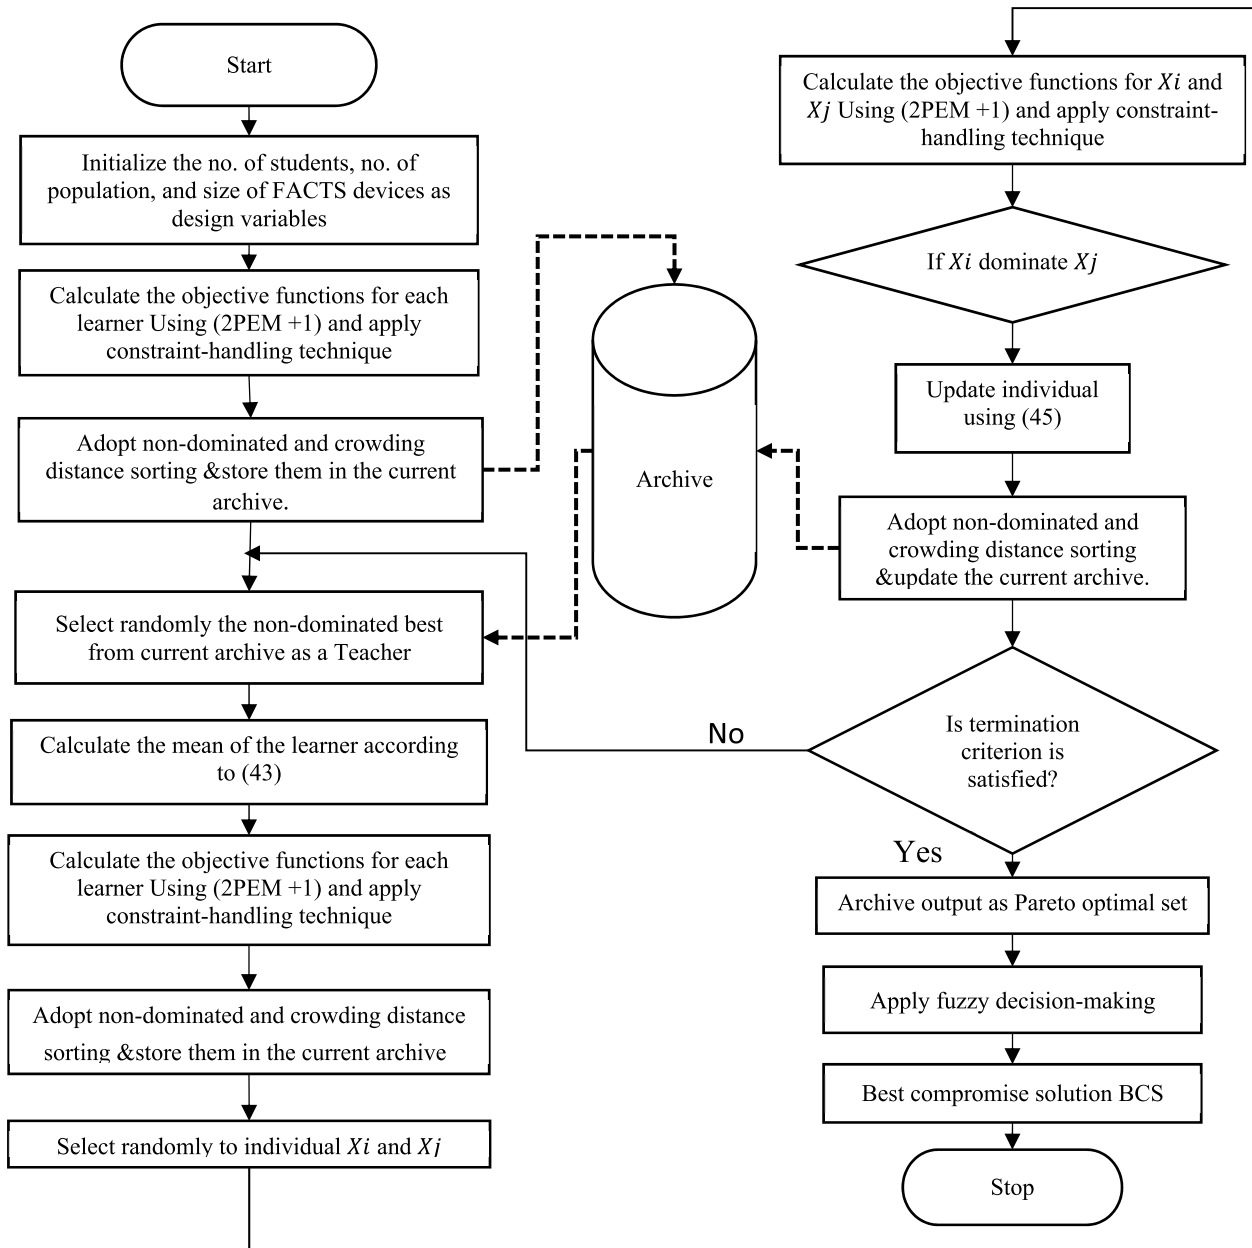 Start
Initialize the no. of students, no. of
population, and size of FACTS devices as
design variables
Calculate the objective functions for each
learner Using (2PEM +1) and apply
constraint-handling technique
Adopt non-dominated and crowding
distance sorting &store them in the current
archive.
Select randomly the non-dominated best
from current archive as a Teacher
Calculate the mean of the learner according
to (43)
Calculate the objective functions for each
learner Using (2PEM +1) and apply
constraint-handling technique
Adopt non-dominated and crowding distance
sorting &store them in the current archive
Select randomly to individual Xi and Xj
Archive
Calculate the objective functions for Xi and
Xj Using (2PEM +1) and apply constraint-
handling technique
If Xi dominate Xj
Update individual
using (45)
Adopt non-dominated and
crowding distance sorting
&update the current archive.
Is termination
criterion is
satisfied?
No
Yes
Archive output as Pareto optimal set
Apply fuzzy decision-making
Best compromise solution BCS
Stop